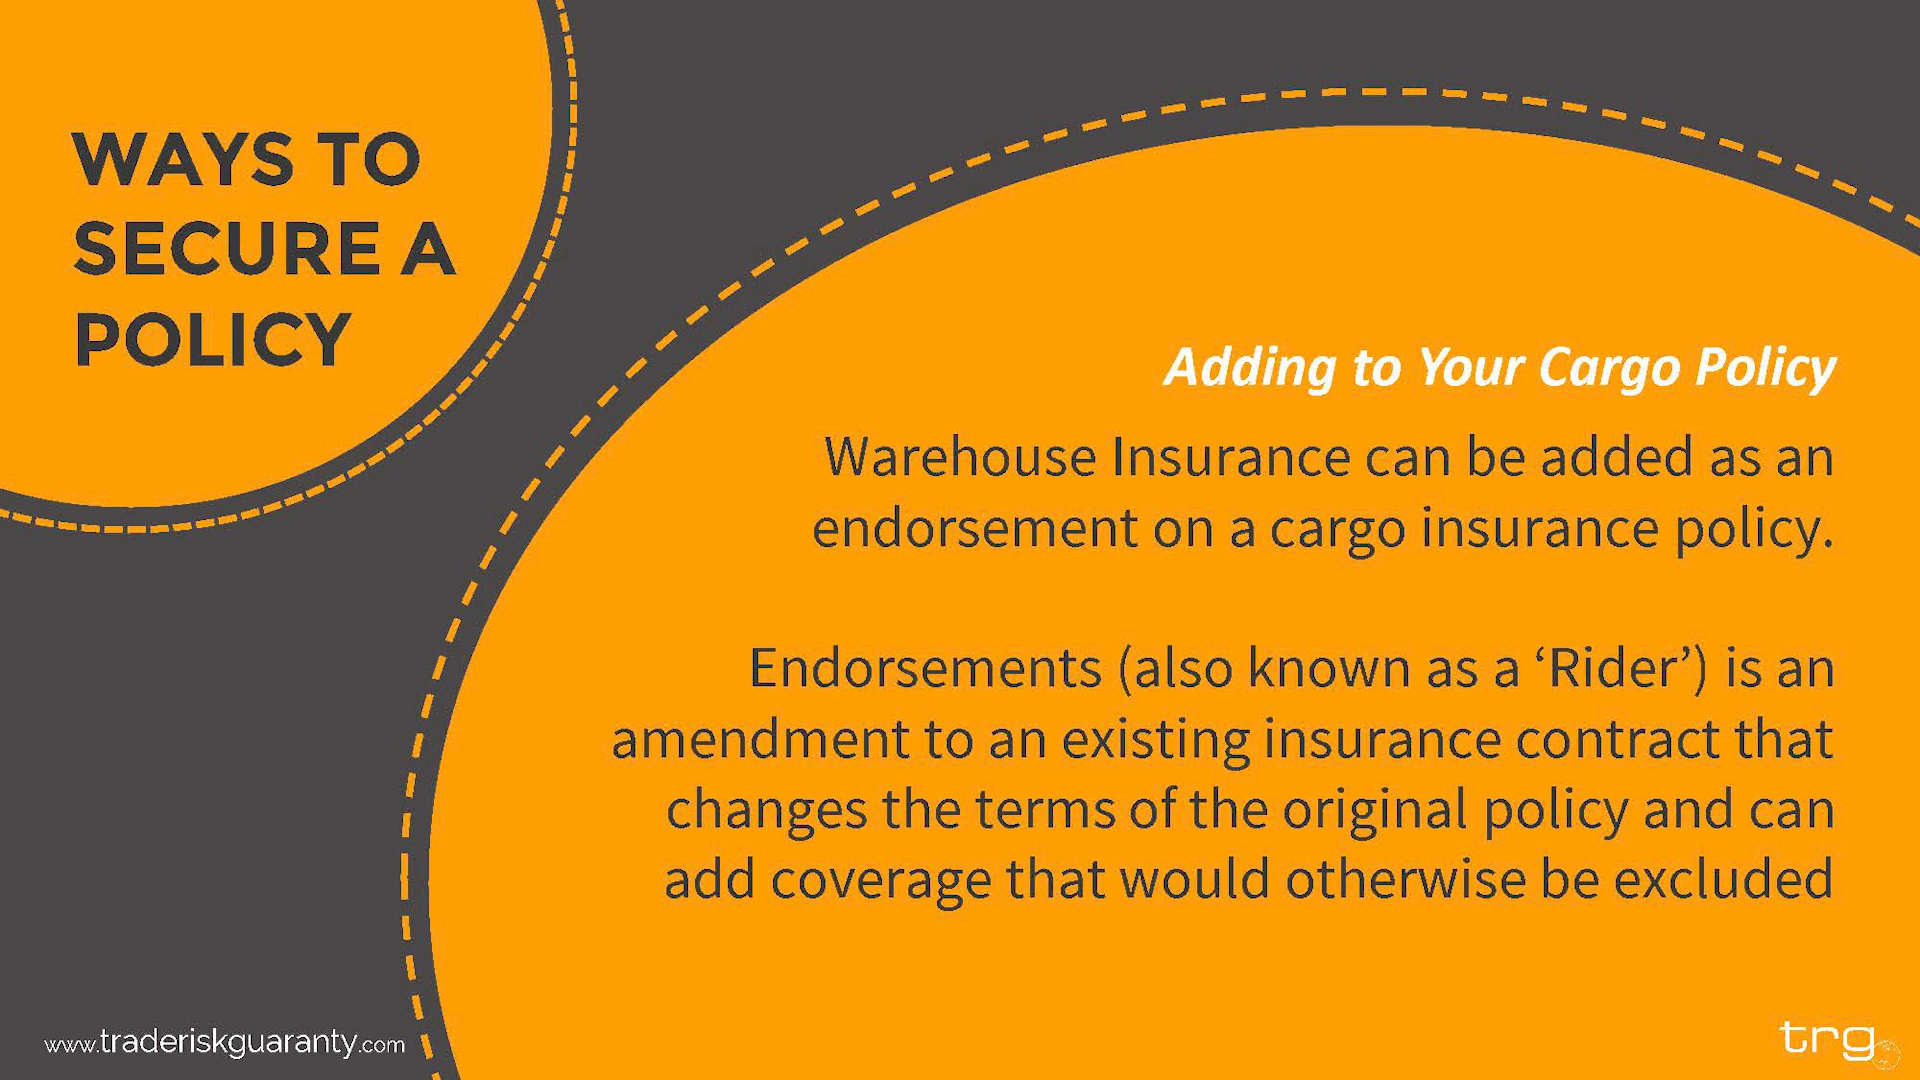 WAYS TO
SECURE A
POLICY
Adding to Your Cargo Policy
Warehouse Insurance can be added as an
endorsement on a cargo insurance policy.
Endorsements (also known as a ‘Rider’) is an
amendment to an existing insurance contract that
changes the terms of the original policy and can
add coverage that would otherwise be excluded
www.traderiskguaranty.com
trg